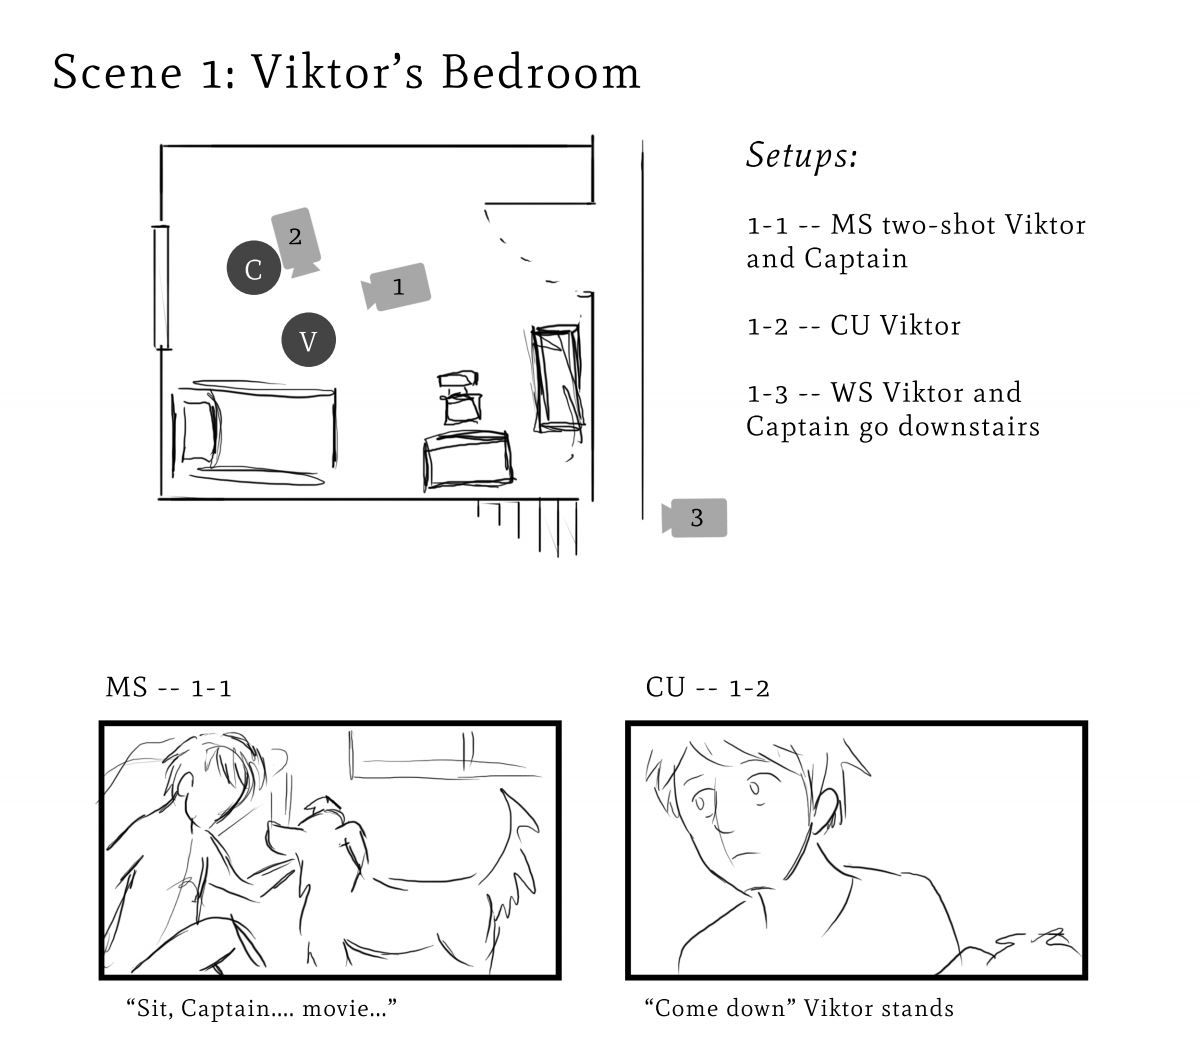 Scene 1: Viktor’s Bedroom
Setups:
1-1 -- MS two-shot Viktor
and Captain
1-2 -- CU Viktor
1-3 -- WS Viktor and
Captain go downstairs
2
C
1
V
3
MS -- 1-1
CU -- 1-2
“Sit, Captain.... movie...”
“Come down” Viktor stands